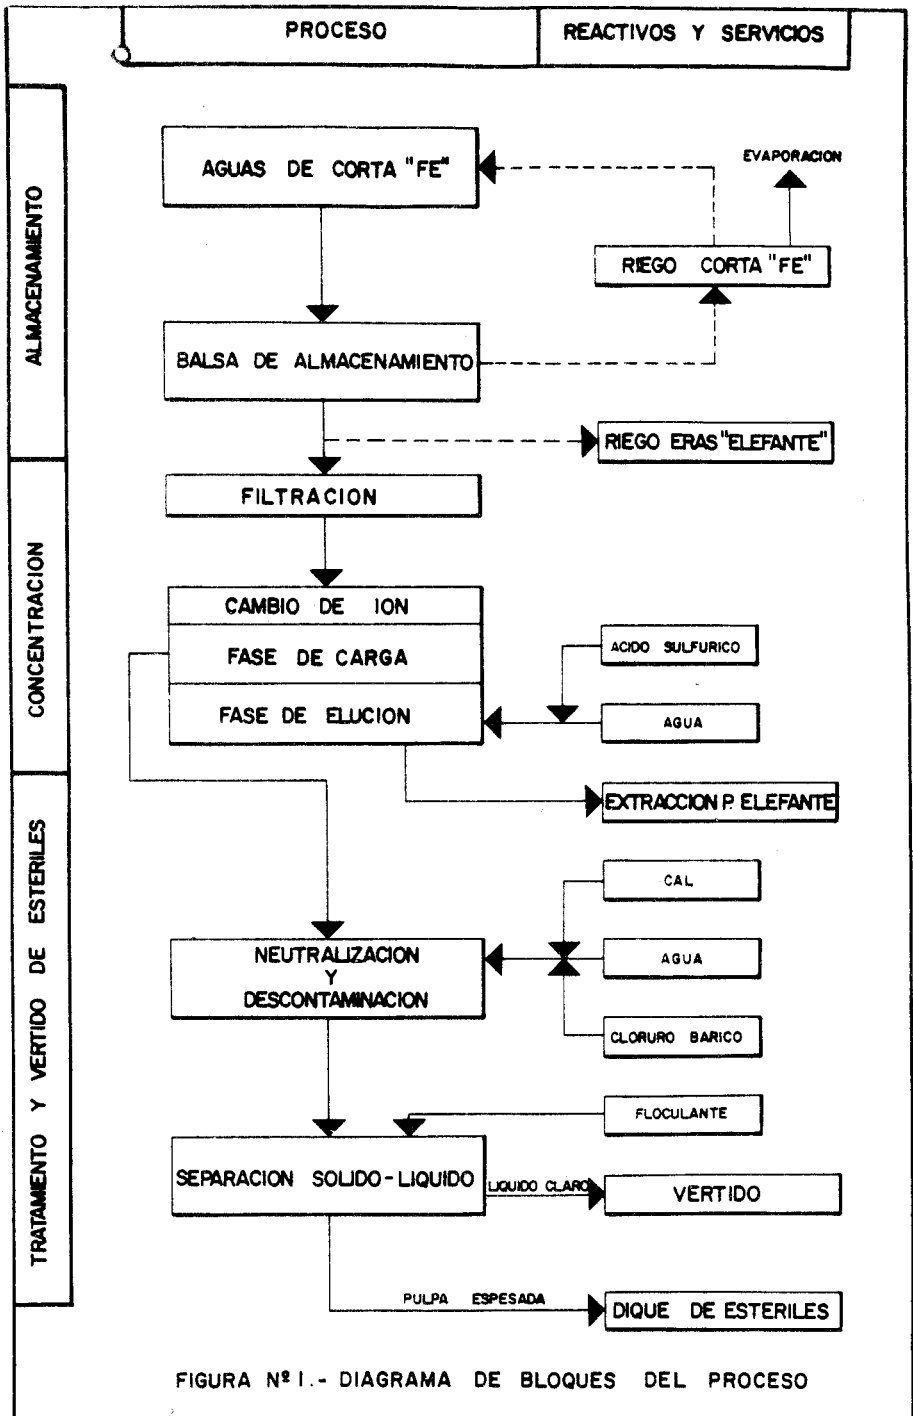 PROCESO
REACTIVOS Y SERVICIOS
ALMACENAMIENTO
AGUAS DE CORTA "FE"
EVAPORACION
RIEGO CORTA "FE"
BALSA DE ALMACENAMIENTO
RIEGO ERAS "ELEFANTE"
CONCENTRACION
FILTRACION
CAMBIO DE ION
FASE DE CARGA
FASE DE ELUCION
ACIDO SULFURICO
AGUA
EXTRACCION P. ELEFANTE
TRATAMIENTO Y VERTIDO DE ESTERILES
CAL
NEUTRALIZACION
Y
DESCONTAMINACION
AGUA
CLORURO BARICO
FLOCULANTE
SEPARACION SOLIDO-LIQUIDO
LIQUIDO CLARO
VERTIDO
PULPA ESPESADA
DIQUE DE ESTERILES
FIGURA Nº 1.- DIAGRAMA DE BLOQUES DEL PROCESO